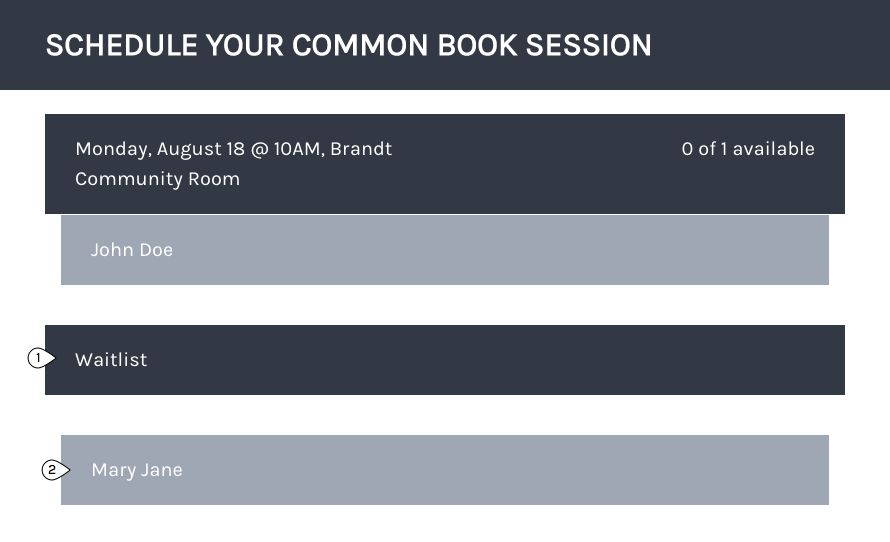 SCHEDULE YOUR COMMON BOOK SESSION
Monday, August 18 @ 10AM, Brandt
Community Room
0 of 1 available
John Doe
1
Waitlist
2
Mary Jane